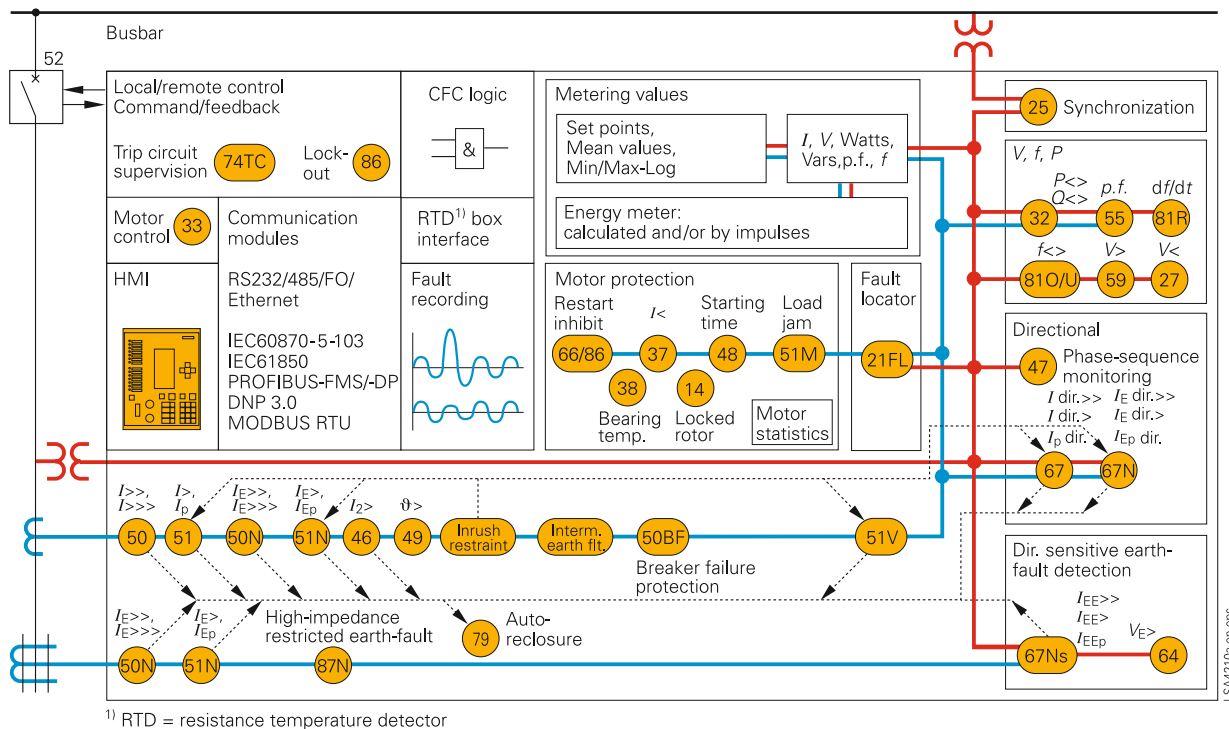 Busbar
52
Local/remote control
Command/feedback
Trip circuit
supervision
74TC
Lock-
out
86
CFC logic
&
Metering values
Set points,
Mean values,
Min/Max-Log
I, V, Watts,
Vars,p.f., f
Energy meter:
calculated and/or by impulses
25
Synchronization
V, f, P
P<>
Q<>
p.f.
df/dt
32
55
81R
f<>
V>
V<
81O/U
59
27
Motor
control
33
Communication
modules
RTD¹⁾ box
interface
HMI
RS232/485/FO/
Ethernet
IEC60870-5-103
IEC61850
PROFIBUS-FMS/-DP
DNP 3.0
MODBUS RTU
Fault
recording
Motor protection
Restart
inhibit
I<
Starting
time
Load
jam
66/86
37
48
51M
38
14
Bearing
temp.
Locked
rotor
Motor
statistics
Fault
locator
21FL
Directional
47
Phase-sequence
monitoring
I dir.>>
I dir.>
Ip dir.
IE dir.>>
IE dir.>
IEp dir.
67
67N
I>>,
I>>>
I>,
Ip
IE>>,
IE>>>
IE>,
IEp
I2>
ϑ>
50
51
50N
51N
46
49
Inrush
restraint
Interm.
earth flt.
50BF
51V
Breaker failure
protection
IE>>,
IE>>>
IE>,
IEp
High-impedance
restricted earth-fault
79
Auto-
reclosure
50N
51N
87N
Dir. sensitive earth-
fault detection
IEE>>
IEE>
IEEp
VE>
67Ns
64
¹⁾ RTD = resistance temperature detector